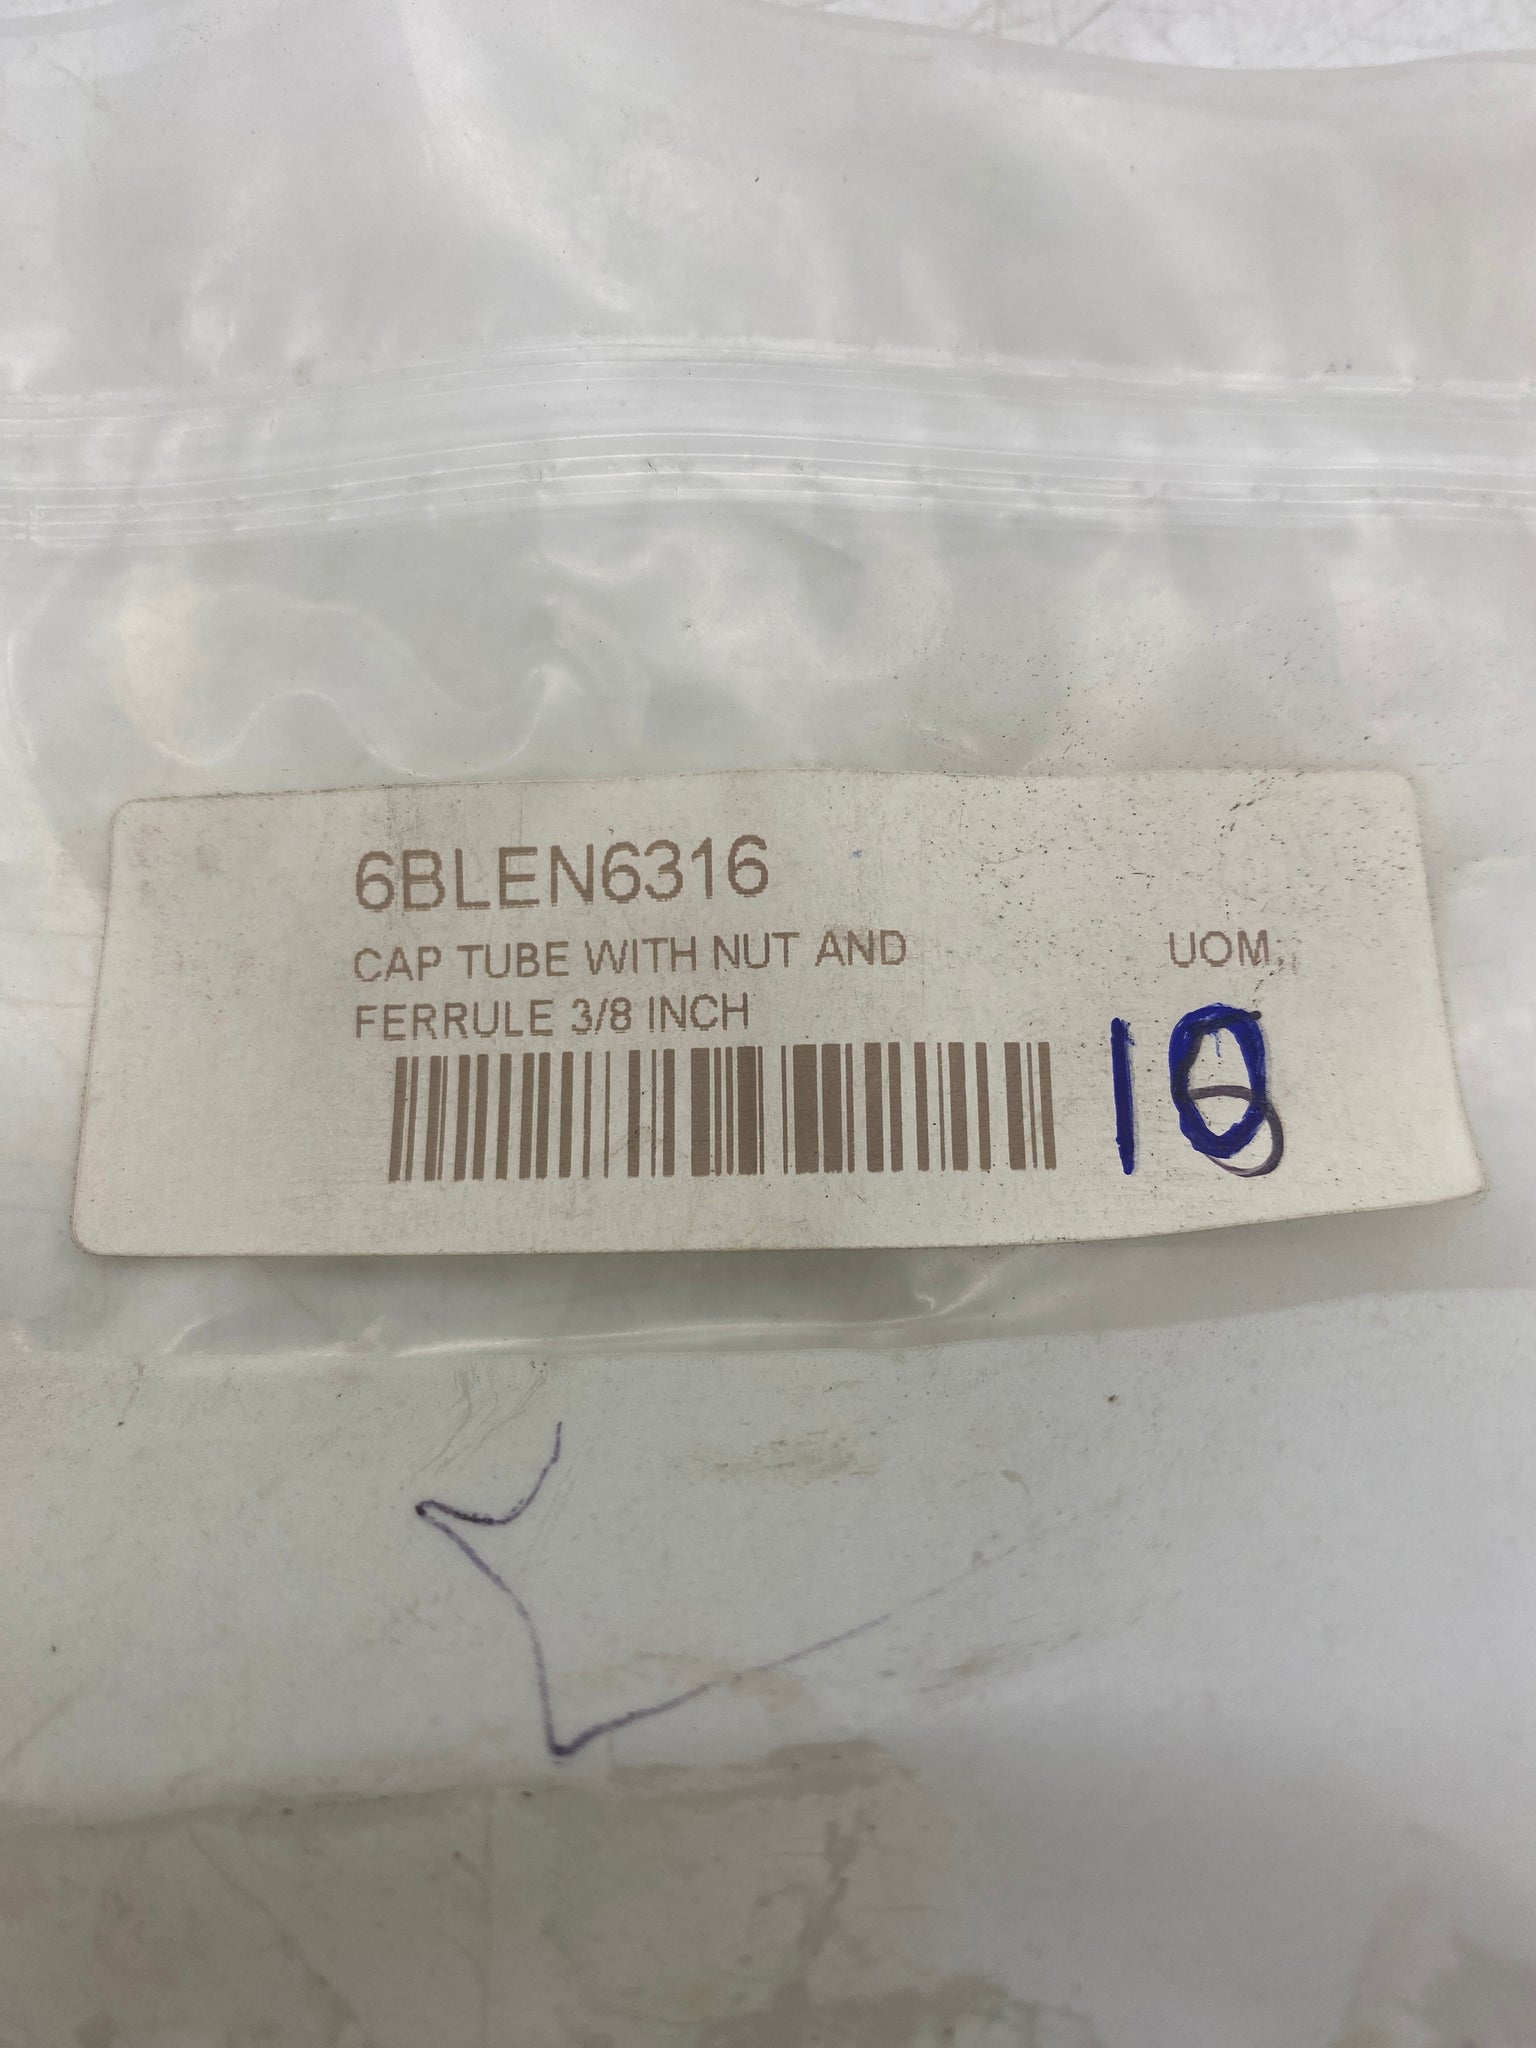 6BLEN6316
CAP TUBE WITH NUT AND
FERRULE 3/8 INCH
UOM:
10